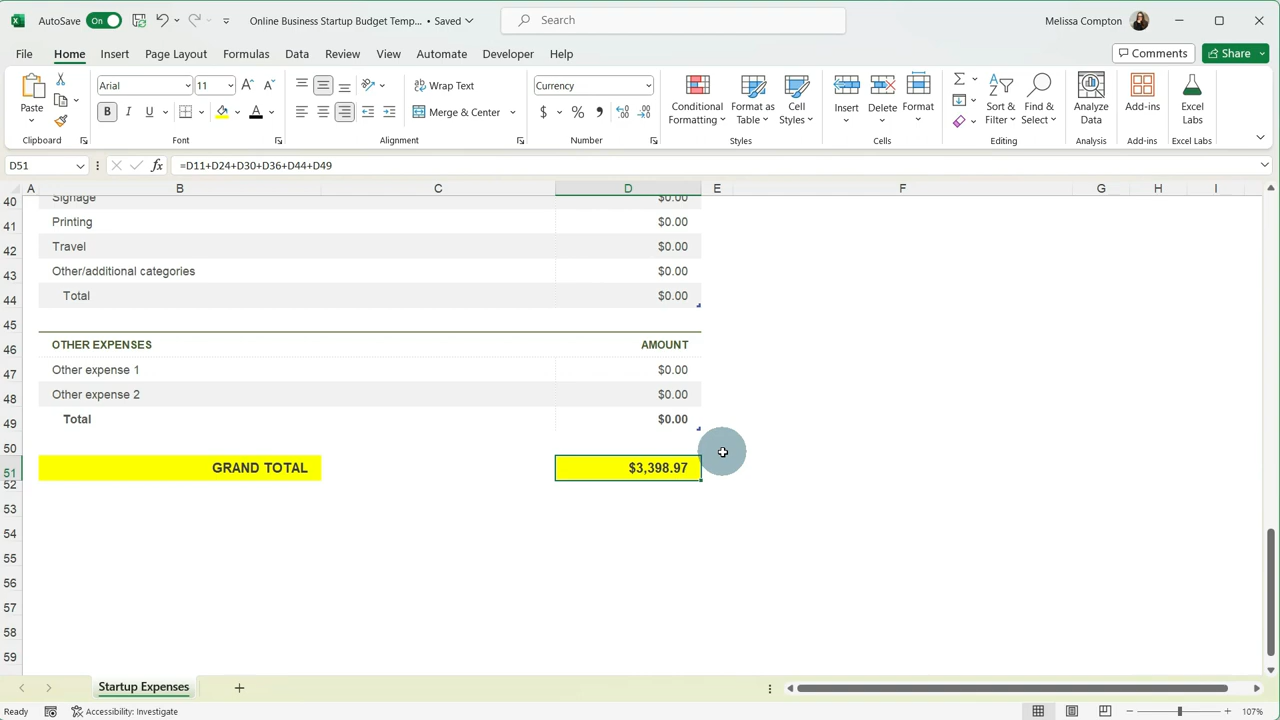 AutoSave On Online Business Startup Budget Temp... • Saved Search Melissa Compton
File Home Insert Page Layout Formulas Data Review View Automate Developer Help Comments Share
Paste Arial 11 Wrap Text Currency Conditional Formatting Format as Table Cell Styles Insert Delete Format Sort & Filter Find & Select Analyze Data Add-ins Excel Labs
B I U A Merge & Center $ %
Clipboard Font Alignment Number Styles Cells Editing Analysis Add-ins Excel Labs
D51 fx =D11+D24+D30+D36+D44+D49
A B C D E F G H I
40 Signage $0.00
41 Printing $0.00
42 Travel $0.00
43 Other/additional categories $0.00
44 Total $0.00
45
46 OTHER EXPENSES AMOUNT
47 Other expense 1 $0.00
48 Other expense 2 $0.00
49 Total $0.00
50
51 GRAND TOTAL $3,398.97
52
53
54
55
56
57
58
59
Startup Expenses
Ready Accessibility: Investigate 107%